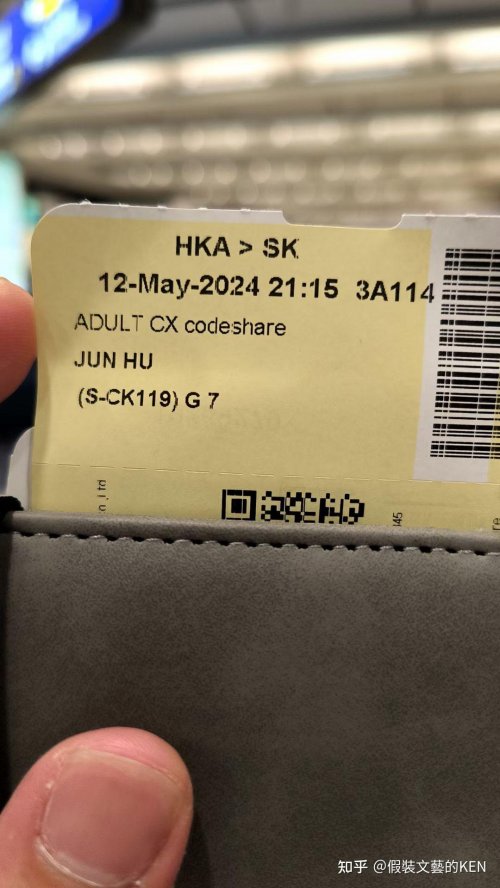 HKA > SK
12-May-2024 21:15 3A114
ADULT CX codeshare
JUN HU
(S-CK119) G 7
知乎 @假裝文藝的KEN